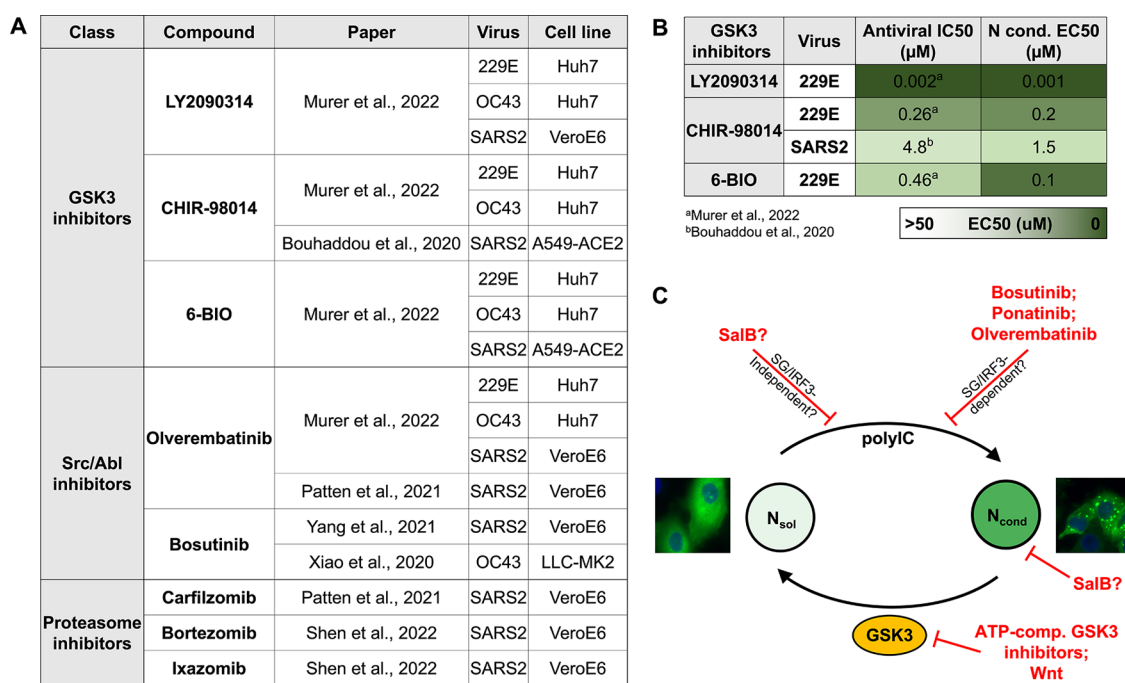 A
Class Compound Paper Virus Cell line
GSK3 inhibitors
LY2090314 Murer et al., 2022 229E Huh7
OC43 Huh7
SARS2 VeroE6
CHIR-98014 Murer et al., 2022 229E Huh7
OC43 Huh7
Bouhaddou et al., 2020 SARS2 A549-ACE2
6-BIO Murer et al., 2022 229E Huh7
OC43 Huh7
SARS2 A549-ACE2
Src/Abl inhibitors
Olverembatinib Murer et al., 2022 229E Huh7
OC43 Huh7
SARS2 VeroE6
Patten et al., 2021 SARS2 VeroE6
Bosutinib Yang et al., 2021 SARS2 VeroE6
Xiao et al., 2020 OC43 LLC-MK2
Proteasome inhibitors
Carfilzomib Patten et al., 2021 SARS2 VeroE6
Bortezomib Shen et al., 2022 SARS2 VeroE6
Ixazomib Shen et al., 2022 SARS2 VeroE6
B
GSK3 inhibitors Virus Antiviral IC50 (µM) N cond. EC50 (µM)
LY2090314 229E 0.002ᵃ 0.001
CHIR-98014 229E 0.26ᵃ 0.2
SARS2 4.8ᵇ 1.5
6-BIO 229E 0.46ᵃ 0.1
ᵃMurer et al., 2022
ᵇBouhaddou et al., 2020
>50 EC50 (uM) 0
C
Bosutinib;
Ponatinib;
Olverembatinib
SalB?
SG/IRF3-
Independent?
SG/IRF3-
dependent?
polyIC
Nsol
Ncond
SalB?
GSK3
ATP-comp. GSK3
inhibitors;
Wnt